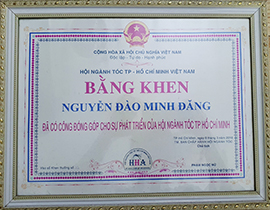 CỘNG HÒA XÃ HỘI CHỦ NGHĨA VIỆT NAM
Độc lập - Tự do - Hạnh phúc
HỘI NGÀNH TÓC TP - HỒ CHÍ MINH VIỆT NAM
BẰNG KHEN
NGUYỄN ĐÀO MINH ĐĂNG
ĐÃ CÓ CÔNG ĐÓNG GÓP CHO SỰ PHÁT TRIỂN CỦA HỘI NGÀNH TÓC TP HỒ CHÍ MINH
HHA